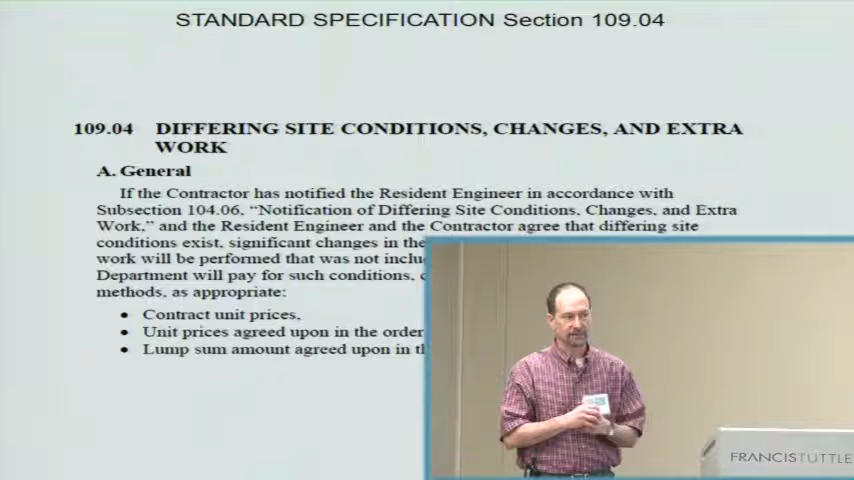 STANDARD SPECIFICATION Section 109.04
109.04 DIFFERING SITE CONDITIONS, CHANGES, AND EXTRA
WORK
A. General
If the Contractor has notified the Resident Engineer in accordance with
Subsection 104.06, “Notification of Differing Site Conditions, Changes, and Extra
Work,” and the Resident Engineer and the Contractor agree that differing site
conditions exist, significant changes in the
work will be performed that was not
Department will pay for such conditions,
methods, as appropriate:
• Contract unit prices,
• Unit prices agreed upon in the order
• Lump sum amount agreed upon in
FRANCISTUTTLE